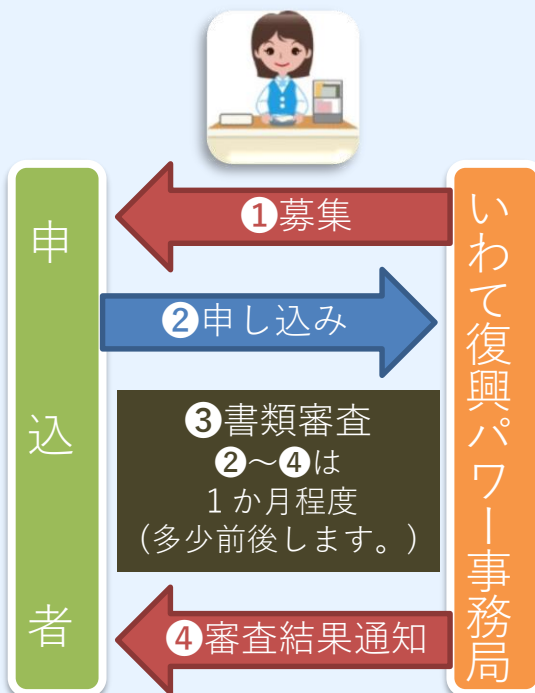 申込者
❶募集
❷申し込み
❸書類審査
❷～❹は
１か月程度
（多少前後します。）
❹審査結果通知
いわて復興パワー事務局